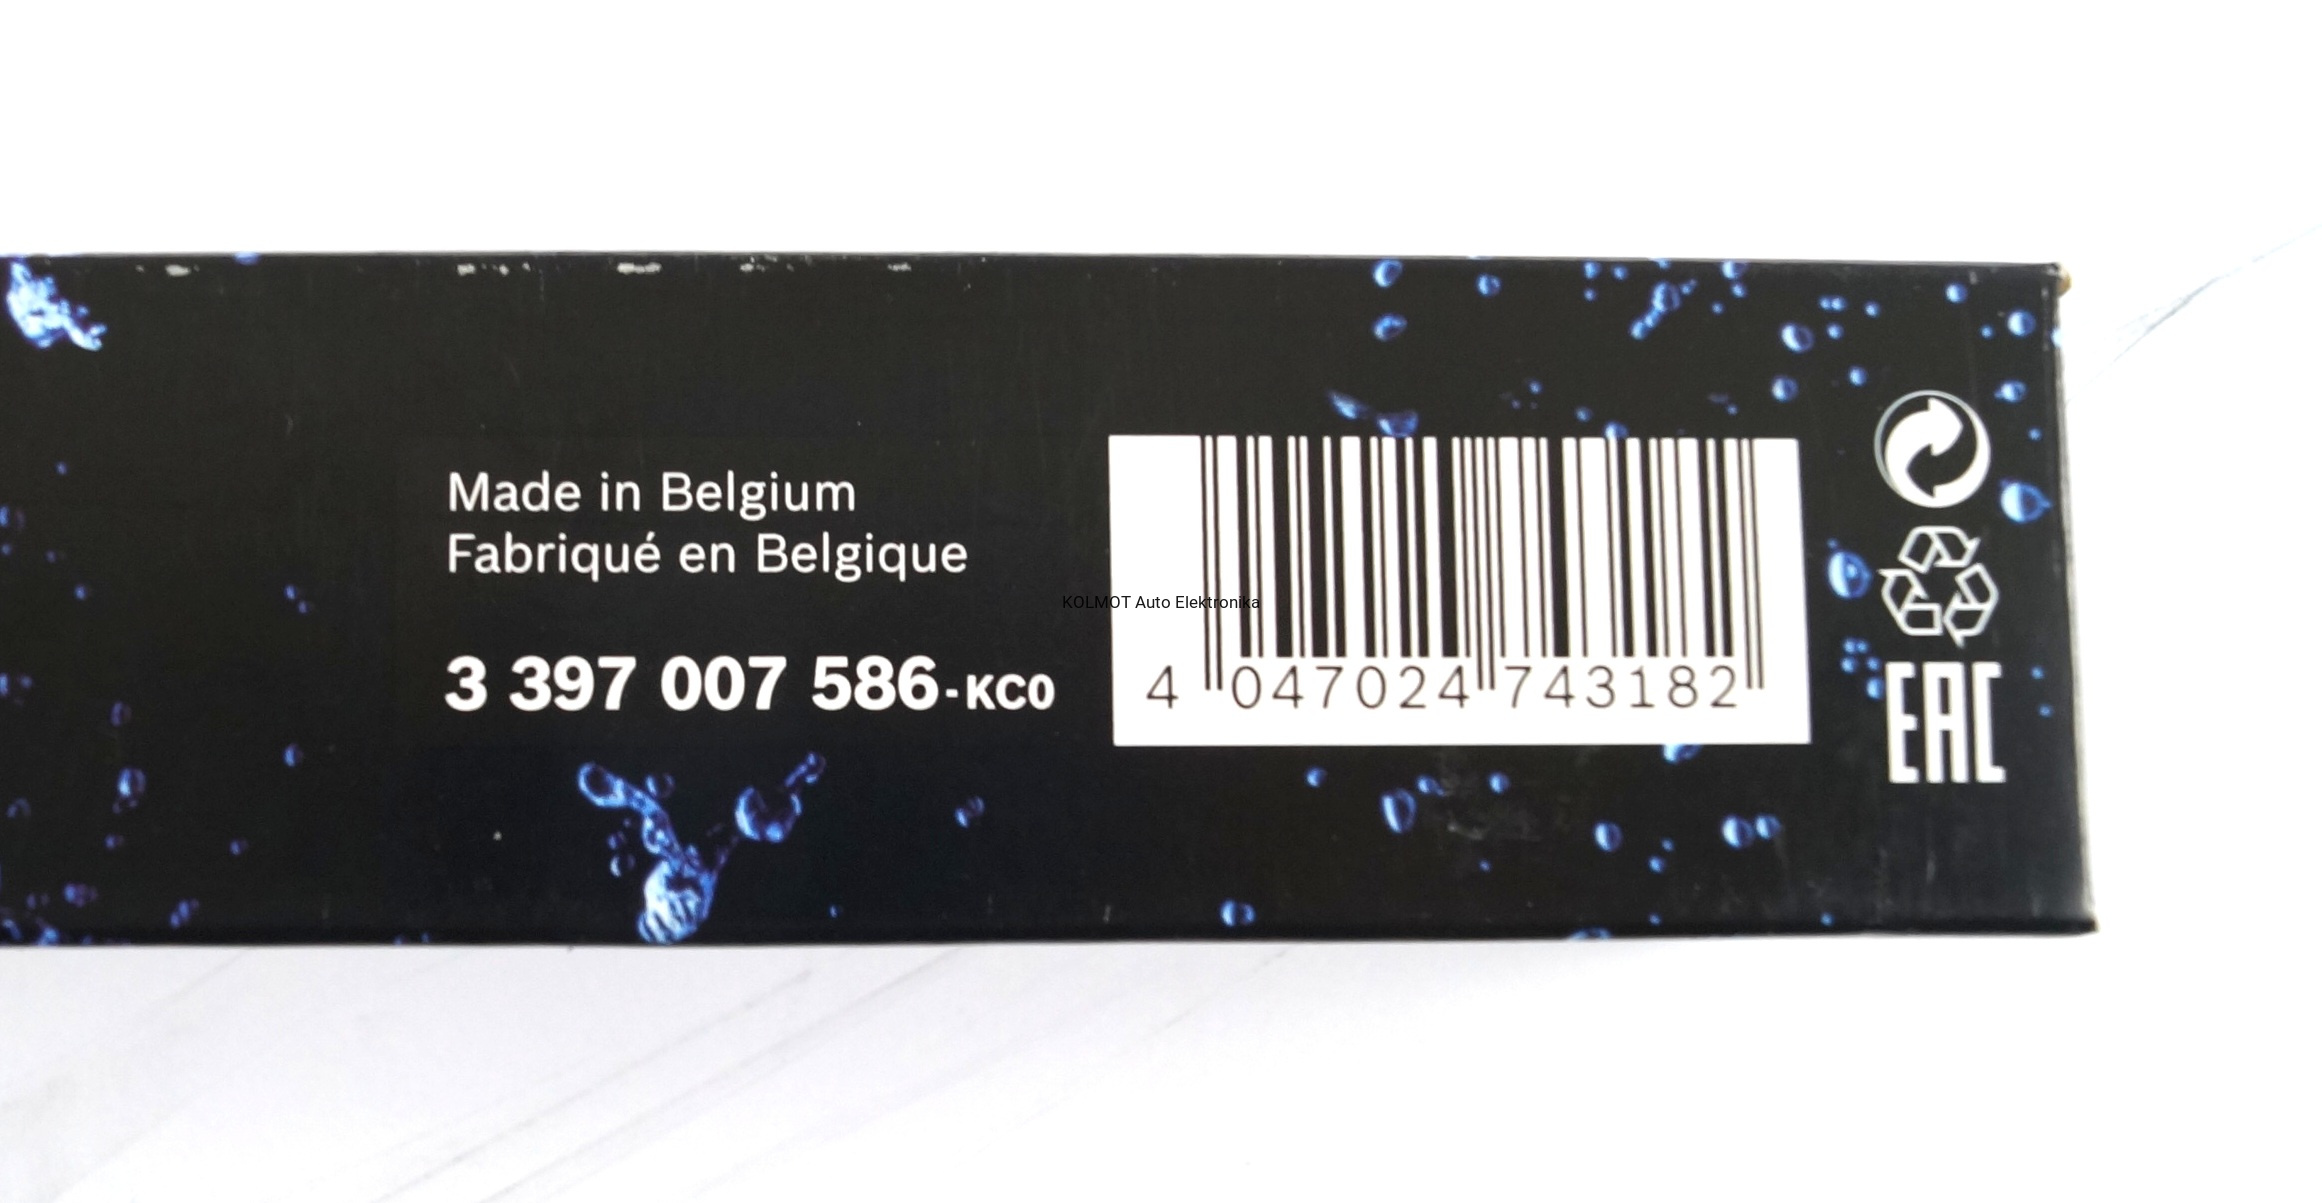 Made in Belgium
Fabriqué en Belgique
KOLMOT Auto Elektronika
3 397 007 586-KC0
4 047024 743182
EAC